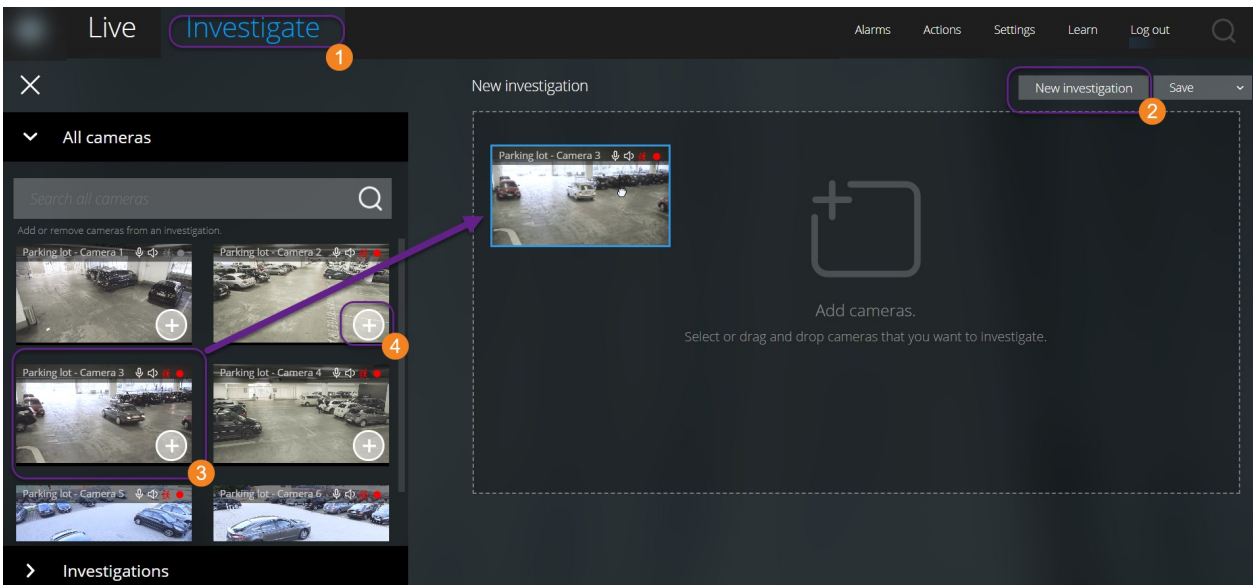 Live
Investigate
Alarms
Actions
Settings
Learn
Log out
1
New investigation
New investigation
Save
2
All cameras
Search all cameras
Add or remove cameras from an investigation.
Parking lot - Camera 1
Parking lot - Camera 2
4
Parking lot - Camera 3
Parking lot - Camera 4
3
Parking lot - Camera 5
Parking lot - Camera 6
Investigations
Parking lot - Camera 3
Add cameras.
Select or drag and drop cameras that you want to investigate.